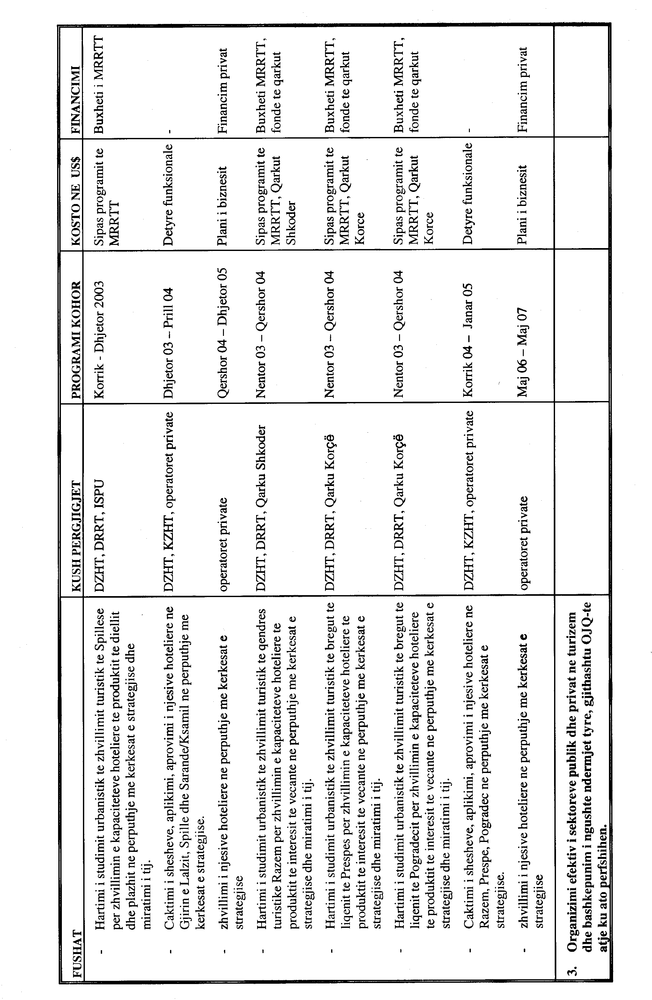 FUSHAT
KUSH PERGJIGJET
PROGRAMI KOHOR
KOSTO NE US$
FINANCIMI
- Hartimi i studimit urbanistik te zhvillimit turistik te Spillese
per zhvillimin e kapaciteteve hoteliere te produktit te diellit
dhe plazhit ne perputhje me kerkesat e strategjise dhe
miratimi i tij.
DZHT, DRRT, ISPU
Korrik - Dhjetor 2003
Sipas programit te
MRRTT
Buxheti i MRRTT
- Caktimi i shesheve, aplikimi, aprovimi i njesive hoteliere ne
Gjirin e Lalzit, Spille dhe Sarande/Ksamil ne perputhje me
kerkesat e strategjise.
DZHT, KZHT, operatoret private
Dhjetor 03 – Prill 04
Detyre funksionale
-
- zhvillimi i njesive hoteliere ne perputhje me kerkesat e
strategjise
operatoret private
Qershor 04 – Dhjetor 05
Plani i biznesit
Financim privat
- Hartimi i studimit urbanistik te zhvillimit turistik te qendres
turistike Razem per zhvillimin e kapaciteteve hoteliere te
produktit te interesit te vecante ne perputhje me kerkesat e
strategjise dhe miratimi i tij.
DZHT, DRRT, Qarku Shkoder
Nentor 03 – Qershor 04
Sipas programit te
MRRTT, Qarkut
Shkoder
Buxheti MRRTT,
fonde te qarkut
- Hartimi i studimit urbanistik te zhvillimit turistik te bregut te
liqenit te Prespes per zhvillimin e kapaciteteve hoteliere te
produktit te interesit te vecante ne perputhje me kerkesat e
strategjise dhe miratimi i tij.
DZHT, DRRT, Qarku Korçë
Nentor 03 – Qershor 04
Sipas programit te
MRRTT, Qarkut
Korce
Buxheti MRRTT,
fonde te qarkut
- Hartimi i studimit urbanistik te zhvillimit turistik te bregut te
liqenit te Pogradecit per zhvillimin e kapaciteteve hoteliere
te produktit te interesit te vecante ne perputhje me kerkesat e
strategjise dhe miratimi i tij.
DZHT, DRRT, Qarku Korçë
Nentor 03 – Qershor 04
Sipas programit te
MRRTT, Qarkut
Korce
Buxheti MRRTT,
fonde te qarkut
- Caktimi i shesheve, aplikimi, aprovimi i njesive hoteliere ne
Razem, Prespe, Pogradec ne perputhje me kerkesat e
strategjise.
DZHT, KZHT, operatoret private
Korrik 04 – Janar 05
Detyre funksionale
-
- zhvillimi i njesive hoteliere ne perputhje me kerkesat e
strategjise
operatoret private
Maj 06 – Maj 07
Plani i biznesit
Financim privat
3. Organizimi efektiv i sektoreve publik dhe privat ne turizem
dhe bashkepunim i ngushte ndermjet tyre, gjithashtu OJQ-te
atje ku ato perfshihen.